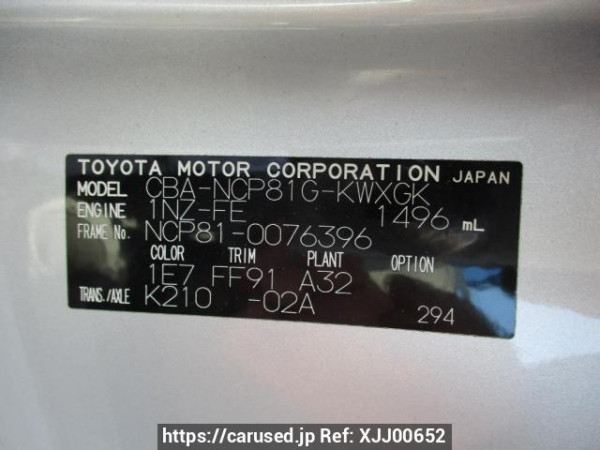 TOYOTA MOTOR CORPORATION JAPAN
MODEL CBA-NCP81G-KWXGK
ENGINE 1NZ-FE 1496 mL
FRAME No. NCP81-0076396
COLOR TRIM PLANT OPTION
1E7 FF91 A32
TRANS./AXLE K210 -02A
294
https://carused.jp Ref: XJJ00652